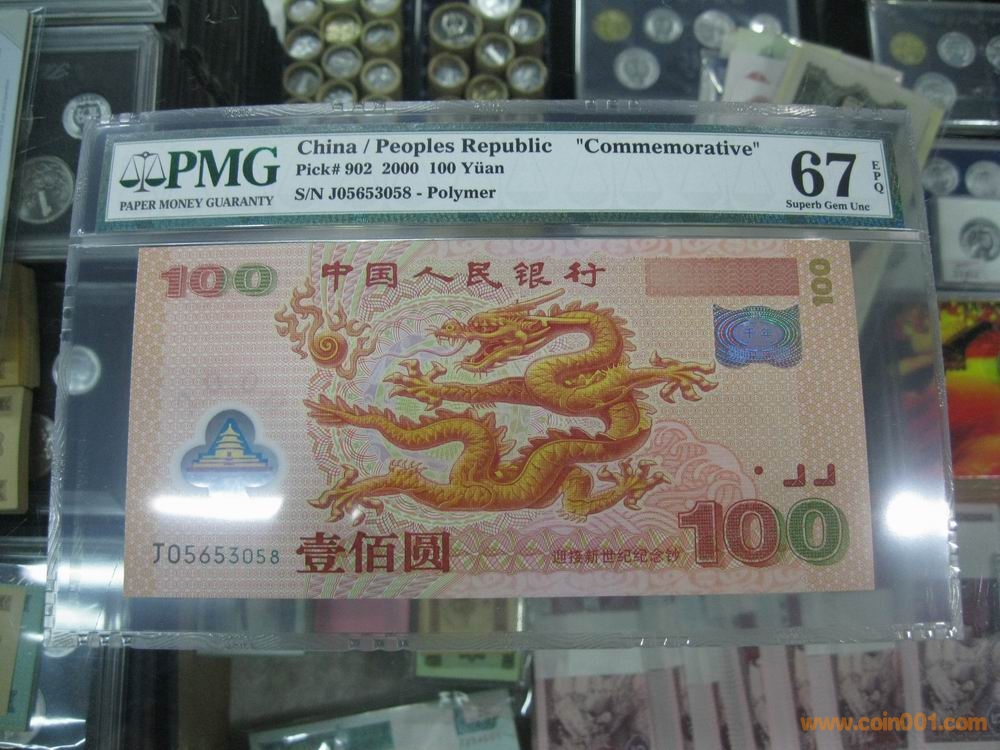 PMG
PAPER MONEY GUARANTY
China / Peoples Republic "Commemorative"
Pick# 902 2000 100 Yüan
S/N J05653058 - Polymer
67
EPQ
Superb Gem Unc
100
中国人民银行
100
千年
J05653058
壹佰圆
迎接新世纪纪念钞
100
www.coin001.com